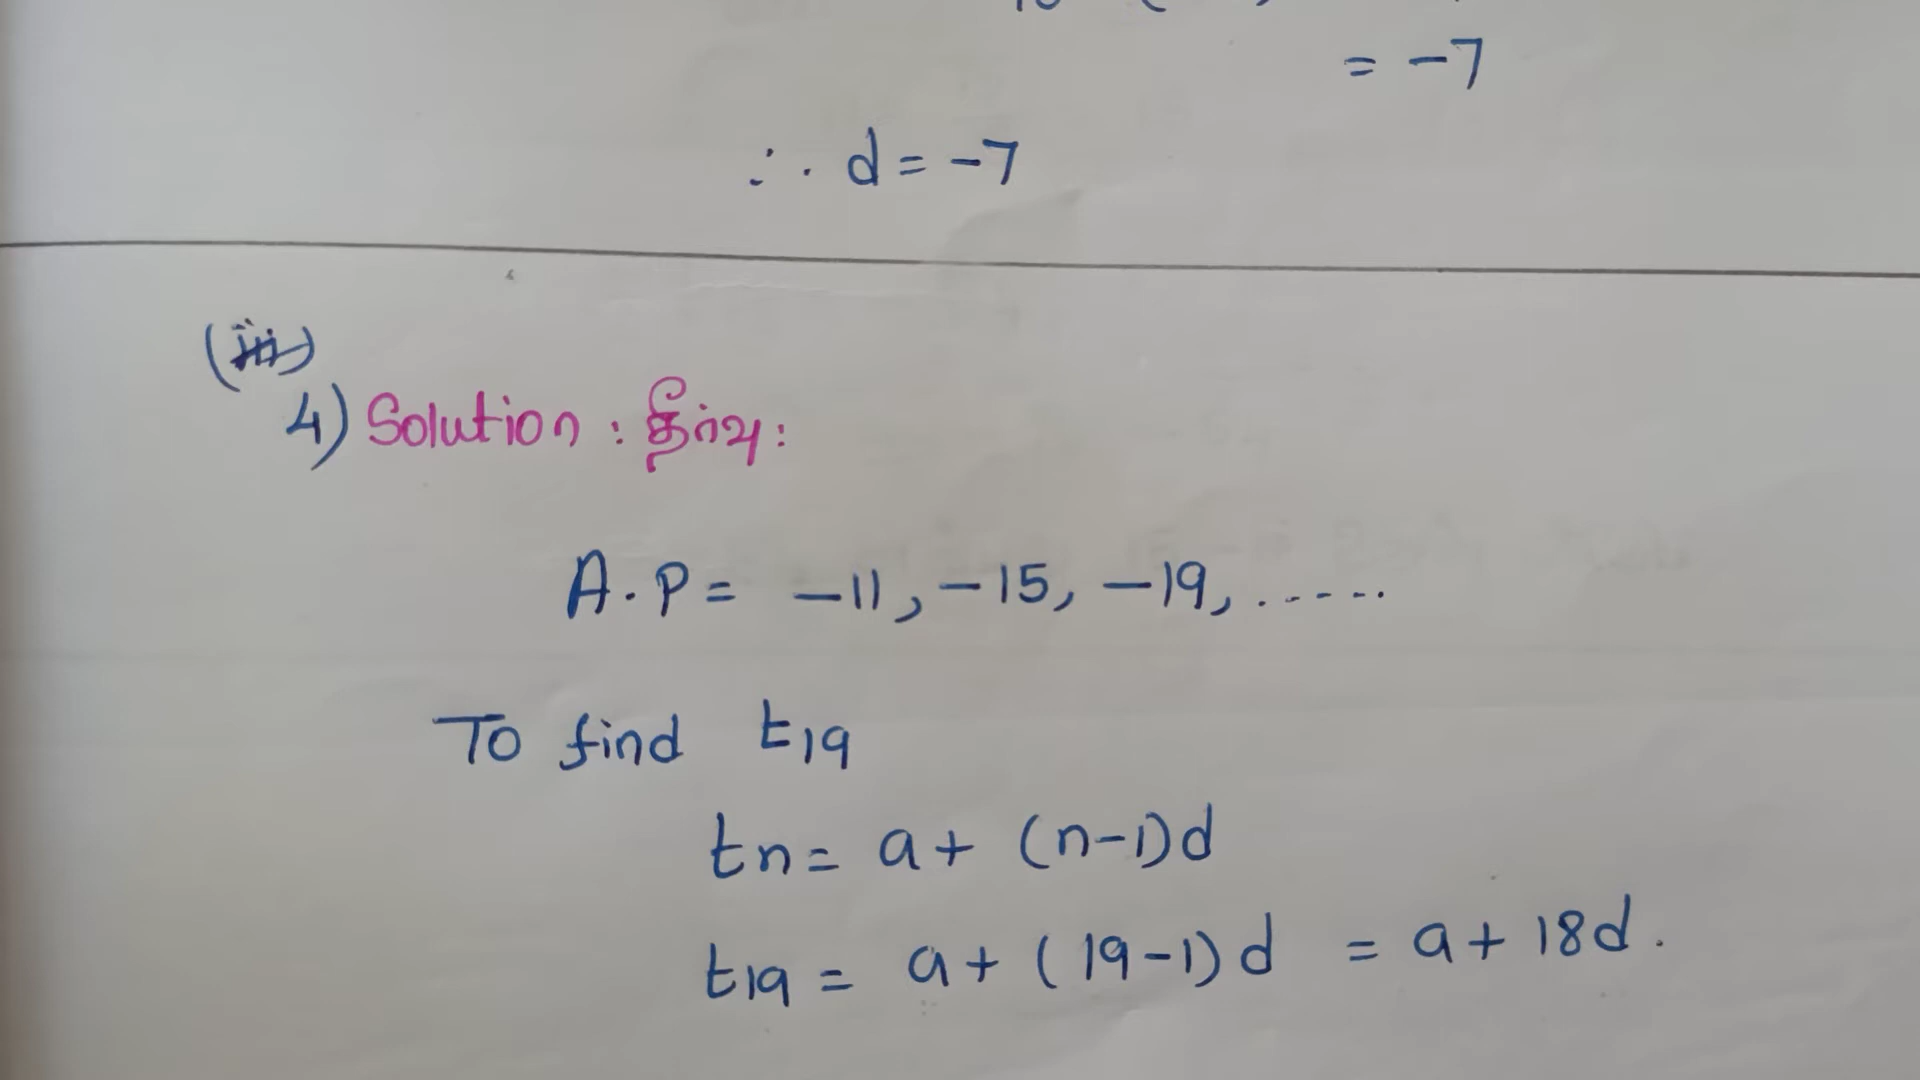 = -7
∴ d = -7
(iii)
4) Solution : தீர்வு :
A.P = -11, -15, -19, .....
To find t19
tn = a + (n-1)d
t19 = a + (19-1)d = a + 18d.